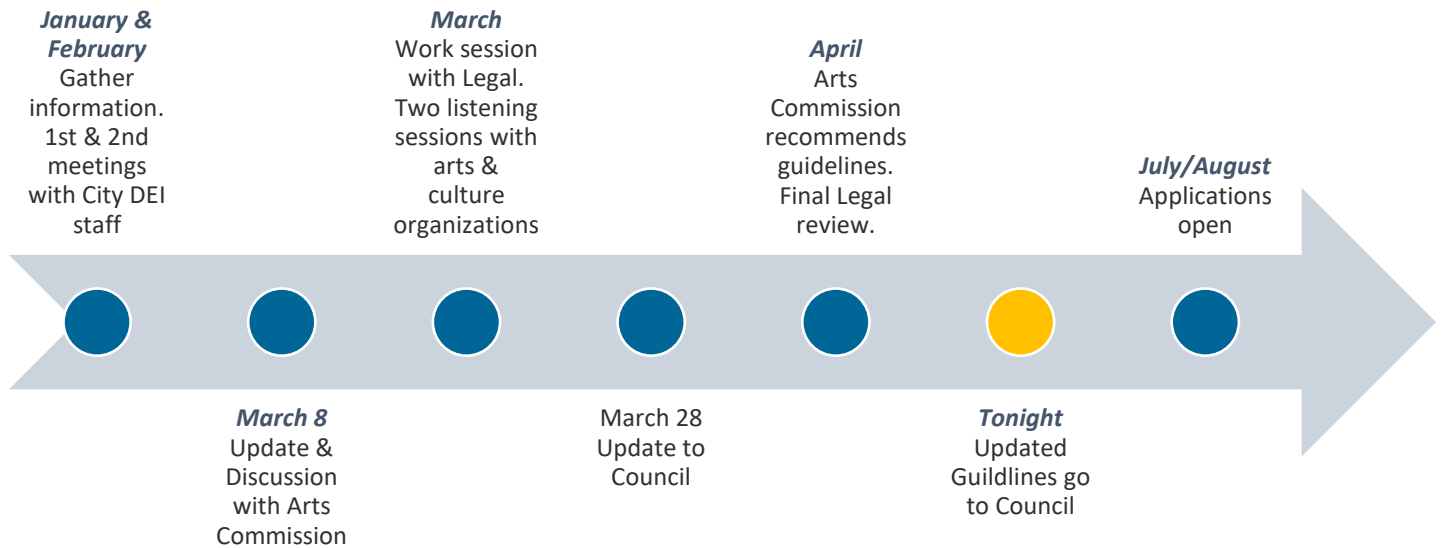 January &
February
Gather
information.
1st & 2nd
meetings
with City DEI
staff
March 8
Update &
Discussion
with Arts
Commission
March
Work session
with Legal.
Two listening
sessions with
arts &
culture
organizations
March 28
Update to
Council
April
Arts
Commission
recommends
guidelines.
Final Legal
review.
Tonight
Updated
Guildlines go
to Council
July/August
Applications
open